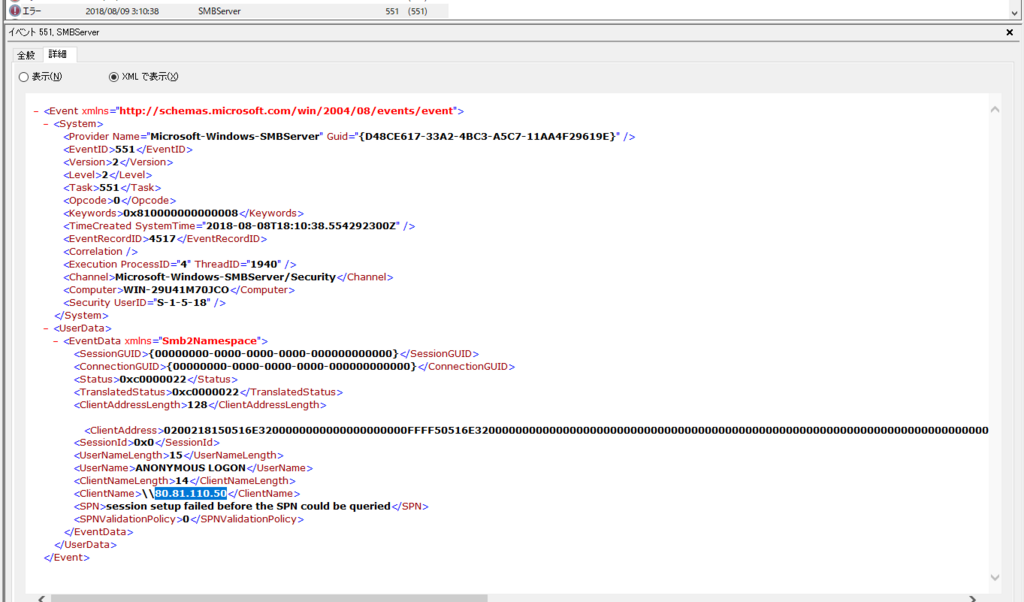 エラー 2018/08/09 3:10:38 SMBServer 551 (551)
イベント 551, SMBServer
全般 詳細
表示(N) XML で表示(X)
- <Event xmlns="http://schemas.microsoft.com/win/2004/08/events/event">
- <System>
<Provider Name="Microsoft-Windows-SMBServer" Guid="{D48CE617-33A2-4BC3-A5C7-11AA4F29619E}" />
<EventID>551</EventID>
<Version>2</Version>
<Level>2</Level>
<Task>551</Task>
<Opcode>0</Opcode>
<Keywords>0x810000000000008</Keywords>
<TimeCreated SystemTime="2018-08-08T18:10:38.554292300Z" />
<EventRecordID>4517</EventRecordID>
<Correlation />
<Execution ProcessID="4" ThreadID="1940" />
<Channel>Microsoft-Windows-SMBServer/Security</Channel>
<Computer>WIN-29U41M70JCO</Computer>
<Security UserID="S-1-5-18" />
</System>
- <UserData>
- <EventData xmlns="Smb2Namespace">
<SessionGUID>{00000000-0000-0000-0000-000000000000}</SessionGUID>
<ConnectionGUID>{00000000-0000-0000-0000-000000000000}</ConnectionGUID>
<Status>0xc0000022</Status>
<TranslatedStatus>0xc0000022</TranslatedStatus>
<ClientAddressLength>128</ClientAddressLength>
<ClientAddress>0200218150516E3200000000000000000000FFFF50516E32000000000000000000000000000000000000000000000000000000000000000000000000000000
<SessionId>0x0</SessionId>
<UserNameLength>15</UserNameLength>
<UserName>ANONYMOUS LOGON</UserName>
<ClientNameLength>14</ClientNameLength>
<ClientName>\\80.81.110.50</ClientName>
<SPN>session setup failed before the SPN could be queried</SPN>
<SPNValidationPolicy>0</SPNValidationPolicy>
</EventData>
</UserData>
</Event>